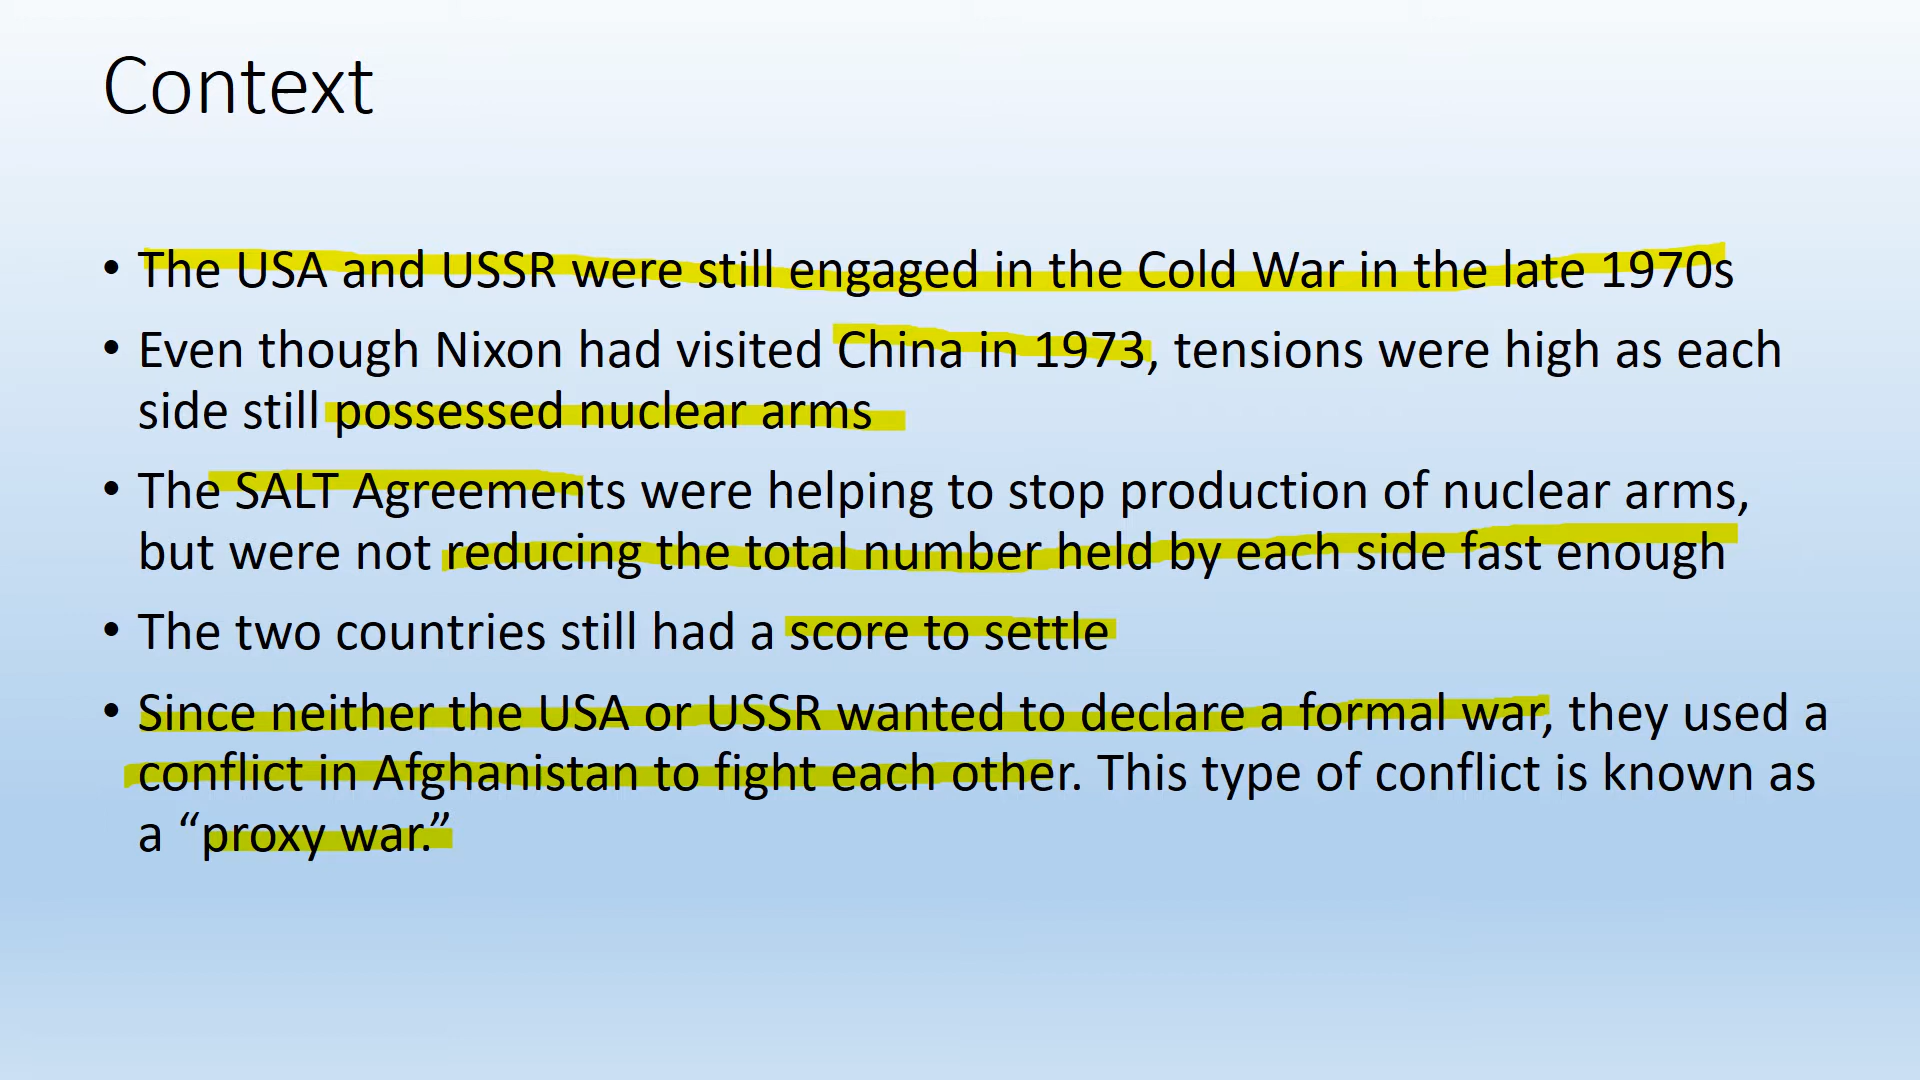 Context
• The USA and USSR were still engaged in the Cold War in the late 1970s
• Even though Nixon had visited China in 1973, tensions were high as each
side still possessed nuclear arms
• The SALT Agreements were helping to stop production of nuclear arms,
but were not reducing the total number held by each side fast enough
• The two countries still had a score to settle
• Since neither the USA or USSR wanted to declare a formal war, they used a
conflict in Afghanistan to fight each other. This type of conflict is known as
a “proxy war.”